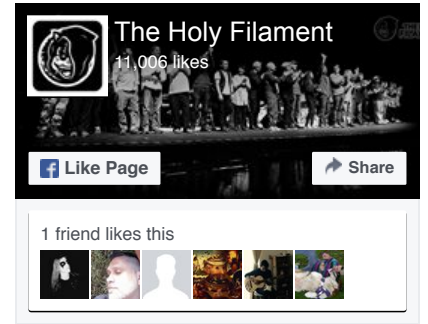 The Holy Filament
11,006 likes
Like Page
Share
1 friend likes this